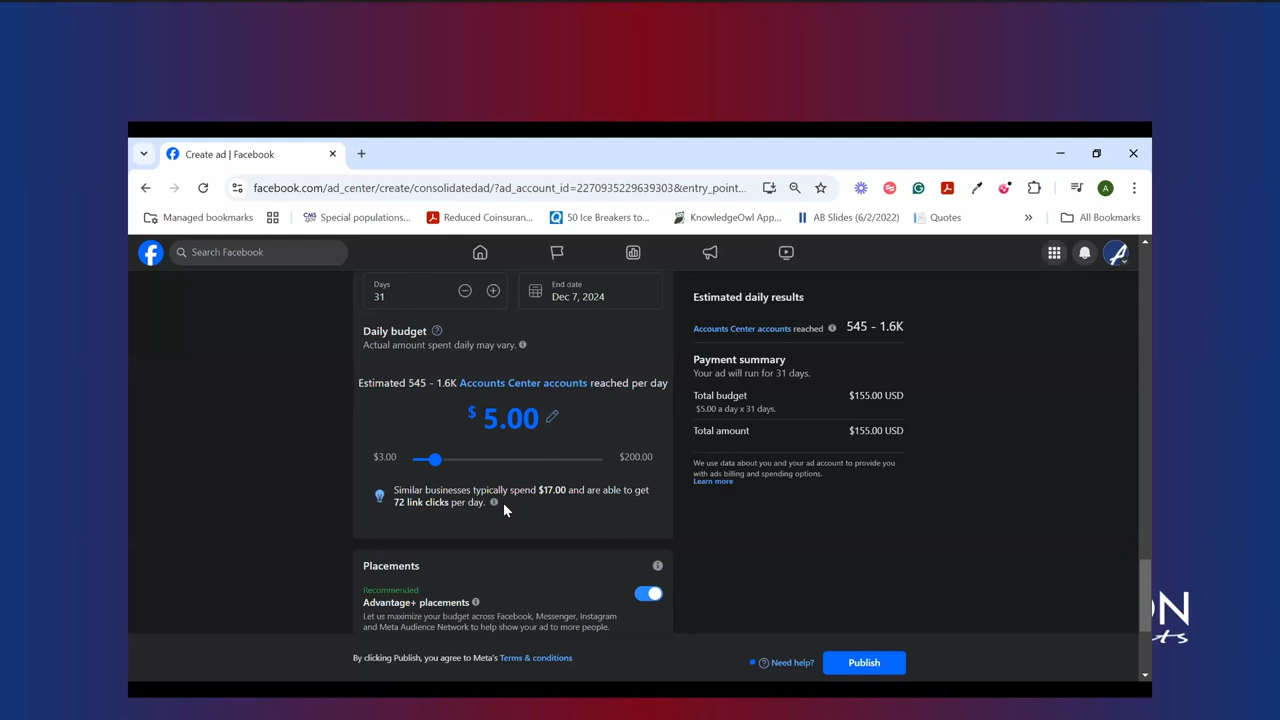 Create ad | Facebook
facebook.com/ad_center/create/consolidatedad/?ad_account_id=2270935229639303&entry_point...
A
Managed bookmarks
CMS Special populations...
Reduced Coinsuran...
50 Ice Breakers to...
KnowledgeOwl App...
AB Slides (6/2/2022)
Quotes
»
All Bookmarks
Search Facebook
Days
31
End date
Dec 7, 2024
Daily budget
Actual amount spent daily may vary.
Estimated 545 - 1.6K Accounts Center accounts reached per day
$ 5.00
$3.00
$200.00
Similar businesses typically spend $17.00 and are able to get
72 link clicks per day.
Placements
Recommended
Advantage+ placements
Let us maximize your budget across Facebook, Messenger, Instagram
and Meta Audience Network to help show your ad to more people.
Estimated daily results
Accounts Center accounts reached 545 - 1.6K
Payment summary
Your ad will run for 31 days.
Total budget $155.00 USD
$5.00 a day x 31 days.
Total amount $155.00 USD
We use data about you and your ad account to provide you
with ads billing and spending options.
Learn more
By clicking Publish, you agree to Meta's Terms & conditions
Need help?
Publish